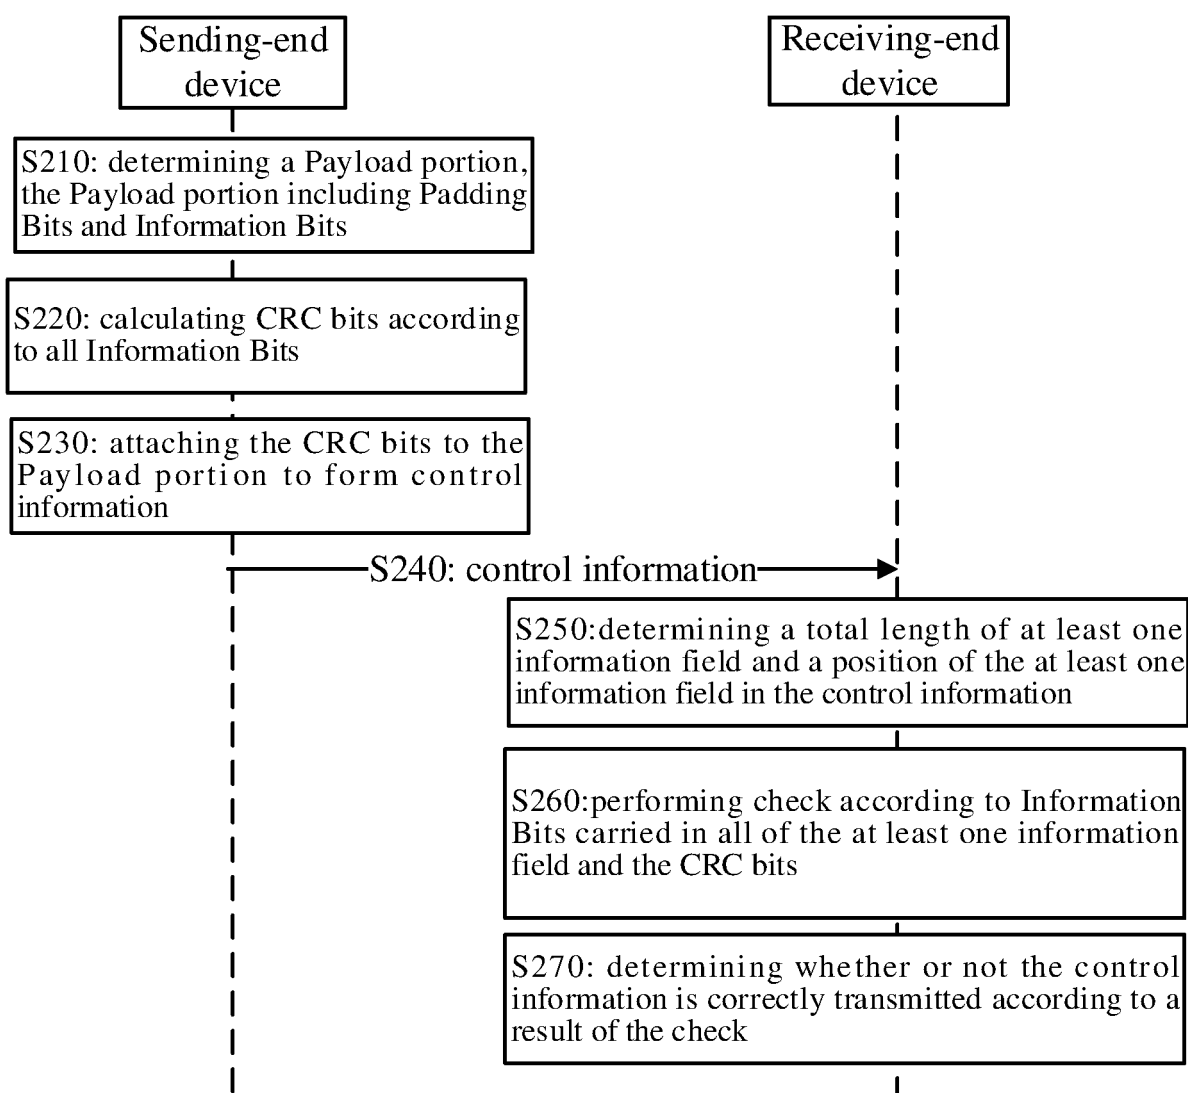 Sending-end
device
Receiving-end
device
S210: determining a Payload portion,
the Payload portion including Padding
Bits and Information Bits
S220: calculating CRC bits according
to all Information Bits
S230: attaching the CRC bits to the
Payload portion to form control
information
S240: control information
S250:determining a total length of at least one
information field and a position of the at least one
information field in the control information
S260:performing check according to Information
Bits carried in all of the at least one information
field and the CRC bits
S270: determining whether or not the control
information is correctly transmitted according to a
result of the check